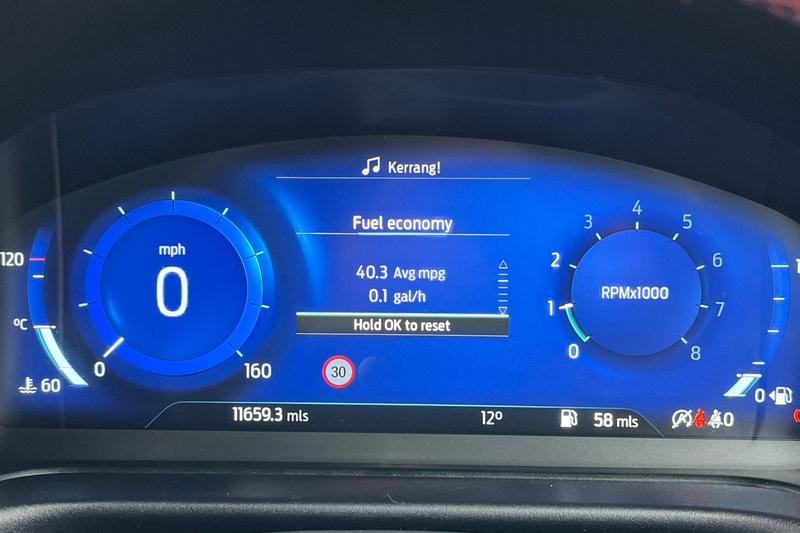 Kerrang!
Fuel economy
40.3 Avg mpg
0.1 gal/h
Hold OK to reset
120
°C
60
mph
0
0
160
30
0
1
2
3
4
5
6
7
8
RPMx1000
0
11659.3 mls
12°
58 mls
0